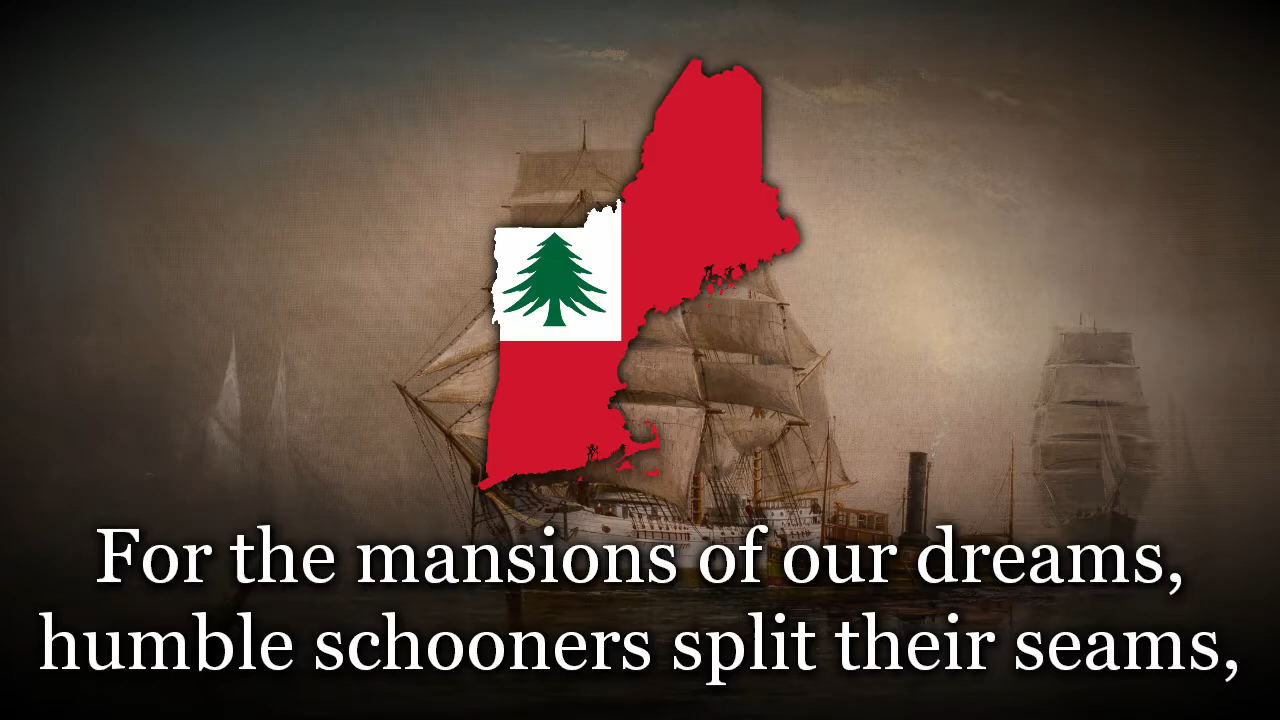 For the mansions of our dreams,
humble schooners split their seams,